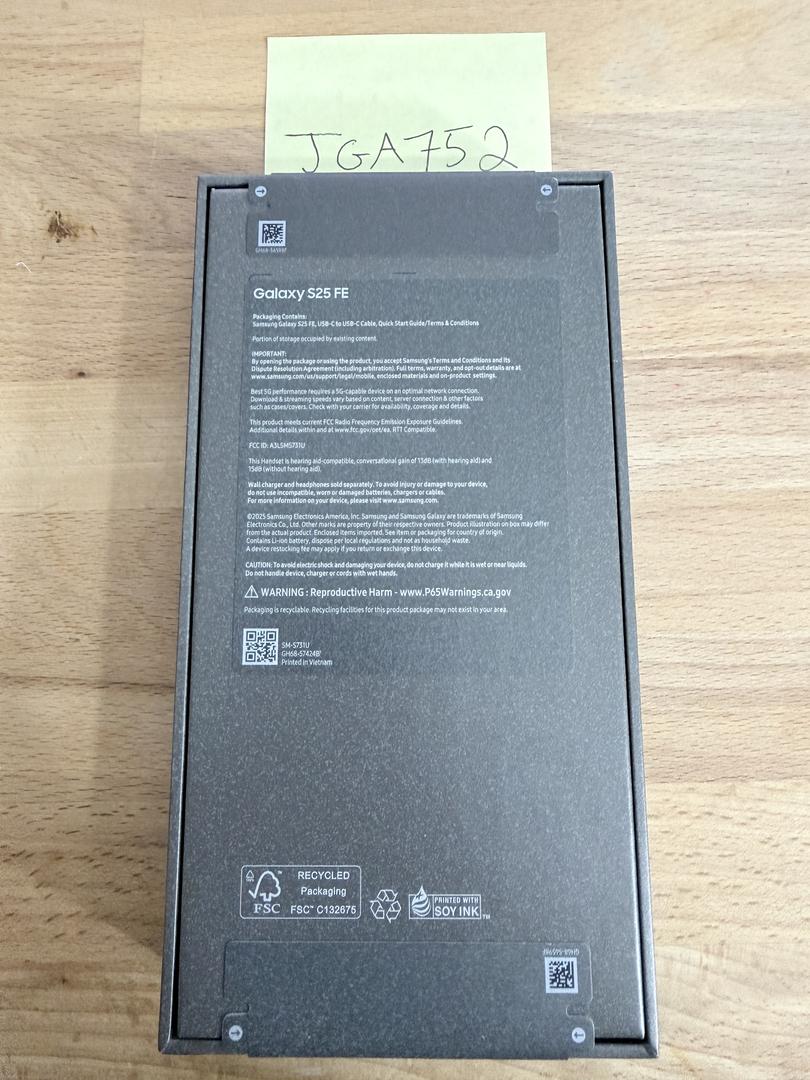 JGA752
Galaxy S25 FE
Packaging Contains:
Samsung Galaxy S25 FE, USB-C to USB-C Cable, Quick Start Guide/Terms & Conditions
Portion of storage occupied by existing content.
IMPORTANT:
By opening the package or using the product, you accept Samsung's Terms and Conditions and its
Dispute Resolution Agreement (including arbitration). Full terms, warranty, and opt-out details are at
www.samsung.com/us/support/legal/mobile, enclosed materials and on-product settings.
Best 5G performance requires a 5G-capable device on an optimal network connection.
Download & streaming speeds vary based on content, server connection & other factors
such as cases/covers. Check with your carrier for availability, coverage and details.
This product meets current FCC Radio Frequency Emission Exposure Guidelines.
Additional details within and at www.fcc.gov/oet/ea. RTT Compatible.
FCC ID: A3LSMS731U
This Handset is hearing aid-compatible, conversational gain of 13dB (with hearing aid) and
15dB (without hearing aid).
Wall charger and headphones sold separately. To avoid injury or damage to your device,
do not use incompatible, worn or damaged batteries, chargers or cables.
For more information on your device, please visit www.samsung.com.
©2025 Samsung Electronics America, Inc. Samsung and Samsung Galaxy are trademarks of Samsung
Electronics Co., Ltd. Other marks are property of their respective owners. Product illustration on box may differ
from the actual product. Enclosed items imported. See item or packaging for country of origin.
Contains Li-ion battery, dispose per local regulations and not as household waste.
A device restocking fee may apply if you return or exchange this device.
CAUTION: To avoid electric shock and damaging your device, do not charge it while it is wet or near liquids.
Do not handle device, charger or cords with wet hands.
WARNING : Reproductive Harm - www.P65Warnings.ca.gov
Packaging is recyclable. Recycling facilities for this product package may not exist in your area.
SM-S731U
GH68-57424B
Printed in Vietnam
RECYCLED
Packaging
FSC™ C132675
FSC
PRINTED WITH
SOY INK™